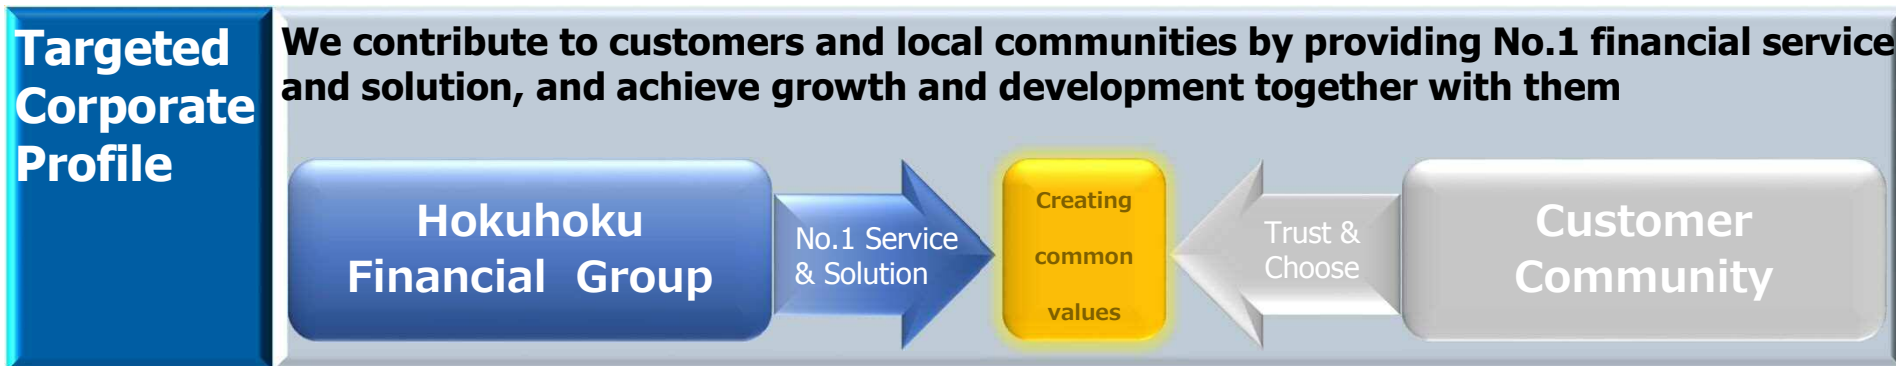 Targeted
Corporate
Profile
We contribute to customers and local communities by providing No.1 financial service
and solution, and achieve growth and development together with them
Hokuhoku
Financial Group
No.1 Service
& Solution
Creating
common
values
Trust &
Choose
Customer
Community